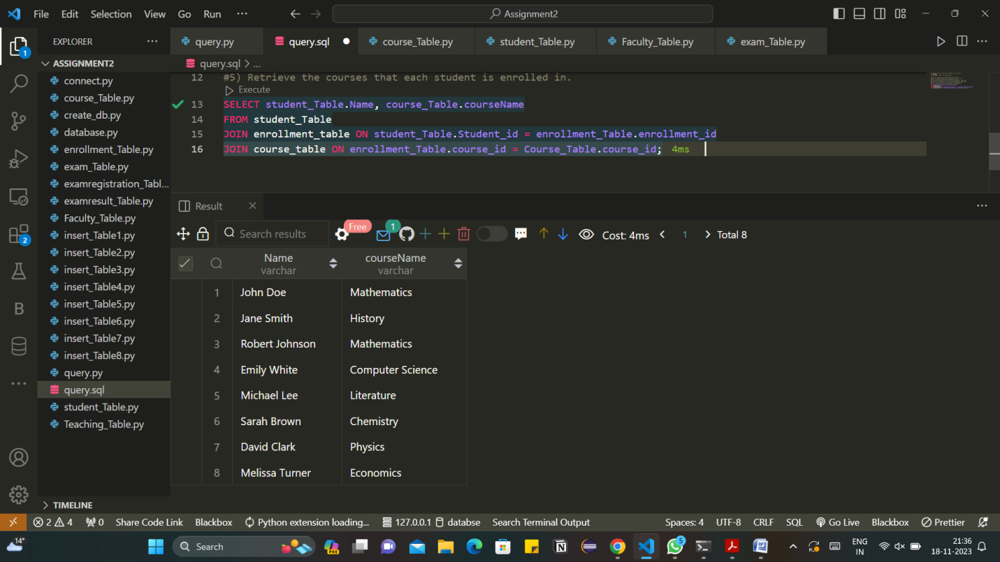 File Edit Selection View Go Run ··· Assignment2
EXPLORER ···
query.py query.sql course_Table.py student_Table.py Faculty_Table.py exam_Table.py
1
ASSIGNMENT2
query.sql > ...
connect.py
course_Table.py
create_db.py
database.py
enrollment_Table.py
exam_Table.py
examregistration_Tabl...
examresult_Table.py
Faculty_Table.py
insert_Table1.py
insert_Table2.py
insert_Table3.py
insert_Table4.py
insert_Table5.py
insert_Table6.py
insert_Table7.py
insert_Table8.py
query.py
query.sql
student_Table.py
Teaching_Table.py
TIMELINE
2
B
12 #5) Retrieve the courses that each student is enrolled in.
Execute
13 SELECT student_Table.Name, course_Table.courseName
14 FROM student_Table
15 JOIN enrollment_table ON student_Table.Student_id = enrollment_Table.enrollment_id
16 JOIN course_table ON enrollment_Table.course_id = Course_Table.course_id; 4ms
Result
Search results Free 1 Cost: 4ms < 1 > Total 8
Name courseName
varchar varchar
1 John Doe Mathematics
2 Jane Smith History
3 Robert Johnson Mathematics
4 Emily White Computer Science
5 Michael Lee Literature
6 Sarah Brown Chemistry
7 David Clark Physics
8 Melissa Turner Economics
2 4 0 Share Code Link Blackbox Python extension loading... 127.0.0.1 databse Search Terminal Output Spaces: 4 UTF-8 CRLF SQL Go Live Blackbox Prettier
14° Search PRE 5 ENG 21:36
IN 18-11-2023